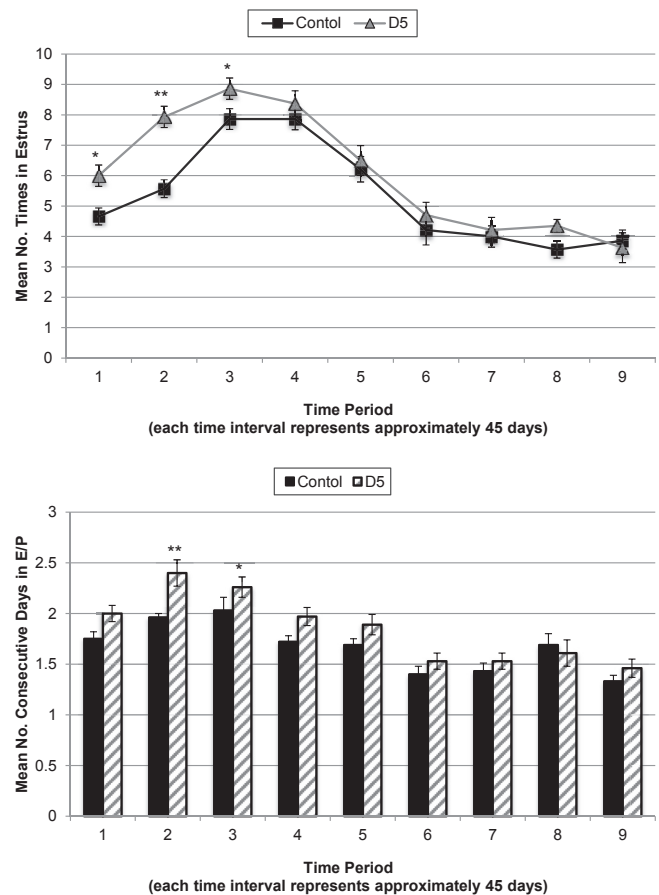 Contol D5
10
9
8
7
6
5
4
3
2
1
0
Mean No. Times in Estrus
*
**
*
1 2 3 4 5 6 7 8 9
Time Period
(each time interval represents approximately 45 days)
Contol D5
3
2.5
2
1.5
1
0.5
0
Mean No. Consecutive Days in E/P
**
*
1 2 3 4 5 6 7 8 9
Time Period
(each time interval represents approximately 45 days)